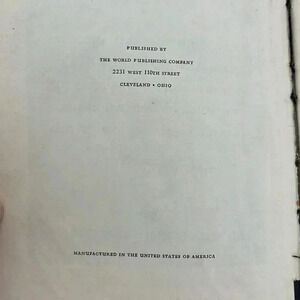 PUBLISHED BY
THE WORLD PUBLISHING COMPANY
2231 WEST 110TH STREET
CLEVELAND • OHIO
MANUFACTURED IN THE UNITED STATES OF AMERICA